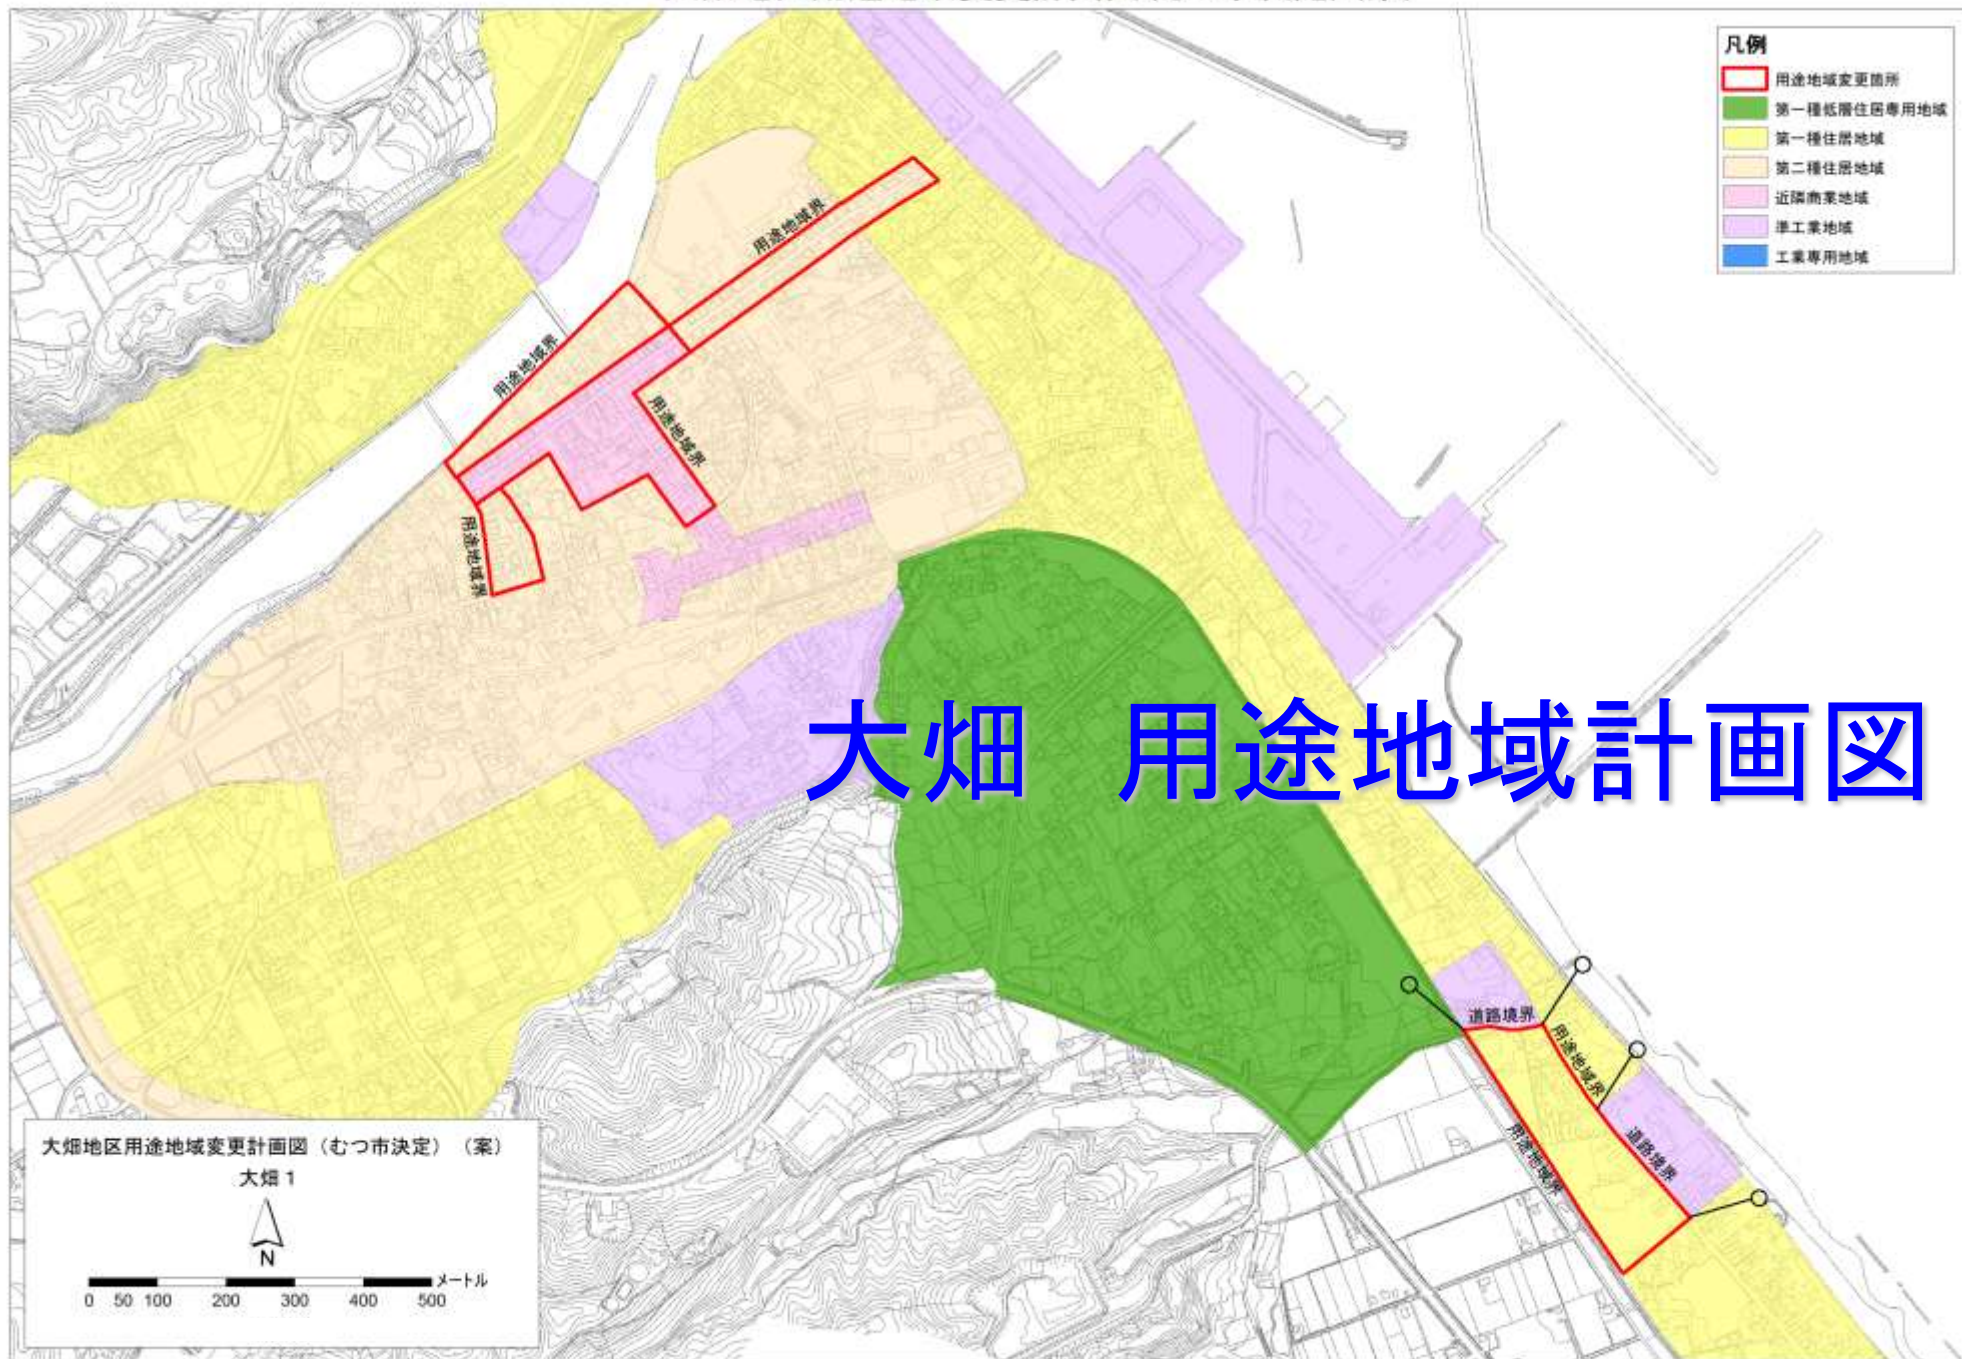 凡例
用途地域変更箇所
第一種低層住居専用地域
第一種住居地域
第二種住居地域
近隣商業地域
準工業地域
工業専用地域
用途地域界
用途地域界
用途地域界
用途地域界
大畑　用途地域計画図
道路境界
用途地域界
道路境界
用途地域界
大畑地区用途地域変更計画図（むつ市決定）（案）
大畑 1
N
メートル
0 50 100 200 300 400 500